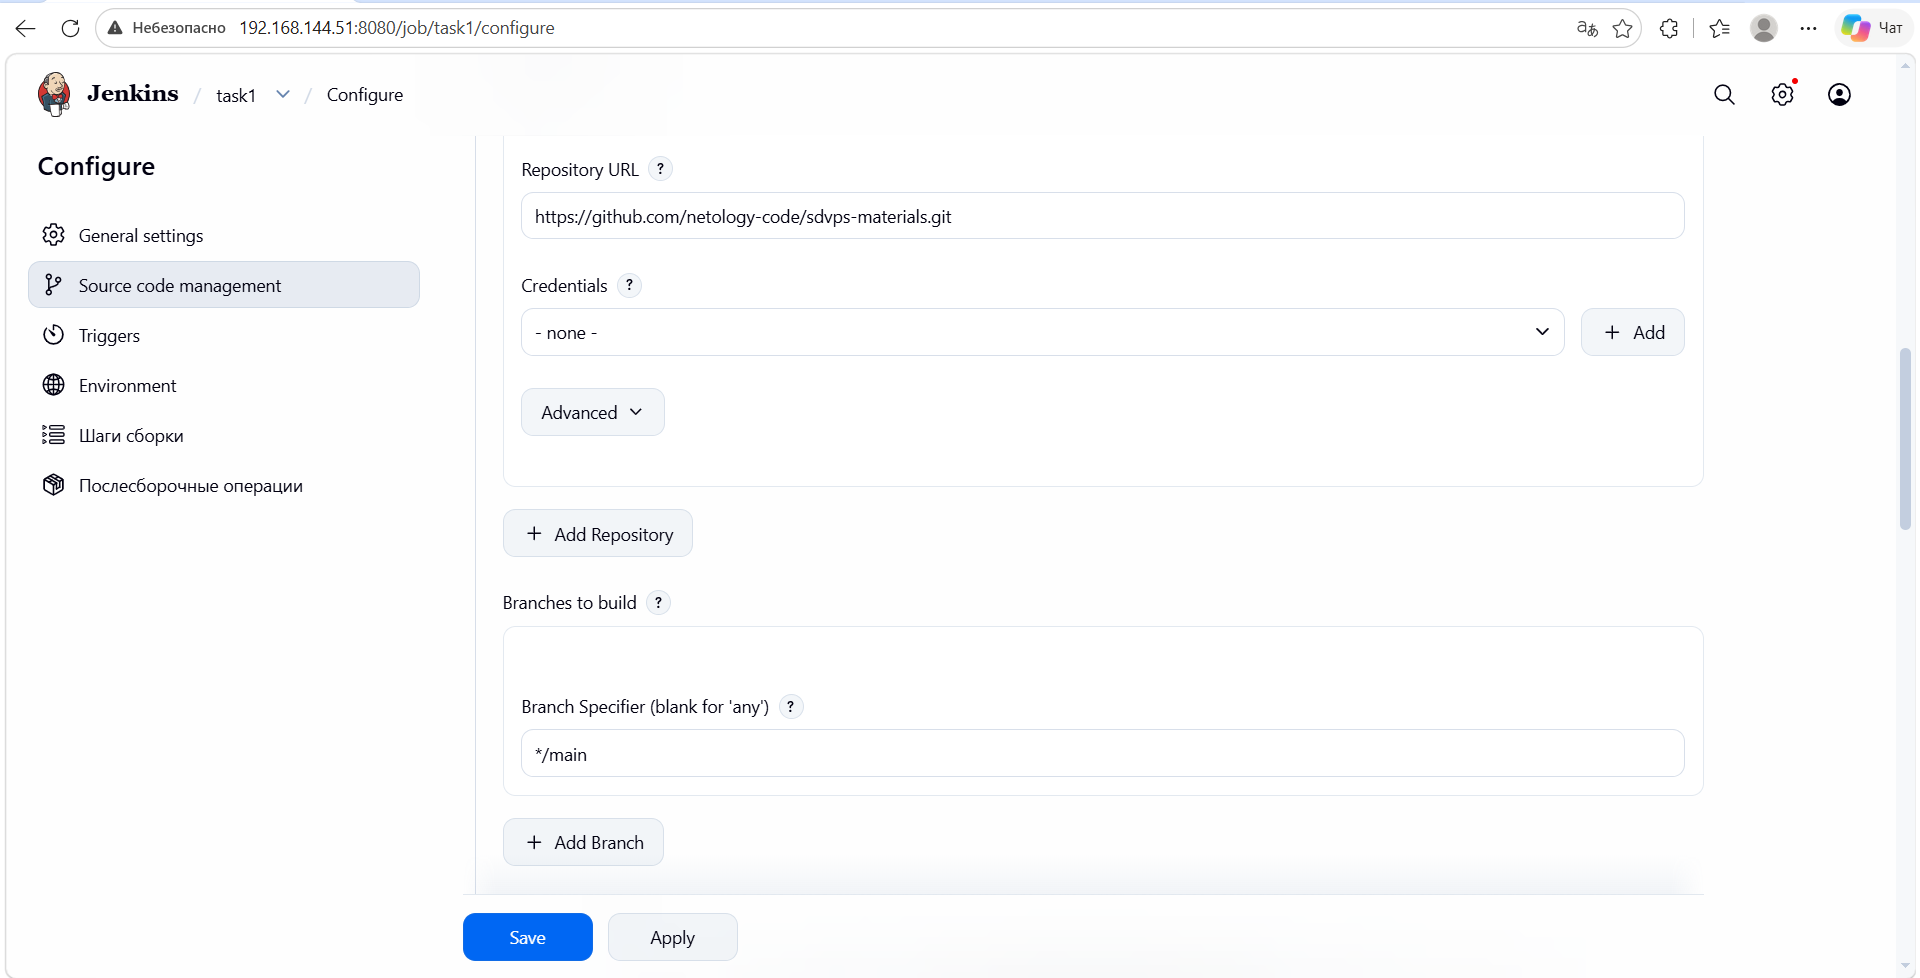 Небезопасно 192.168.144.51:8080/job/task1/configure
Чат
Jenkins / task1 / Configure
Configure
General settings
Source code management
Triggers
Environment
Шаги сборки
Послесборочные операции
Repository URL ?
https://github.com/netology-code/sdvps-materials.git
Credentials ?
- none -
+ Add
Advanced
+ Add Repository
Branches to build ?
Branch Specifier (blank for 'any') ?
*/main
+ Add Branch
Save
Apply